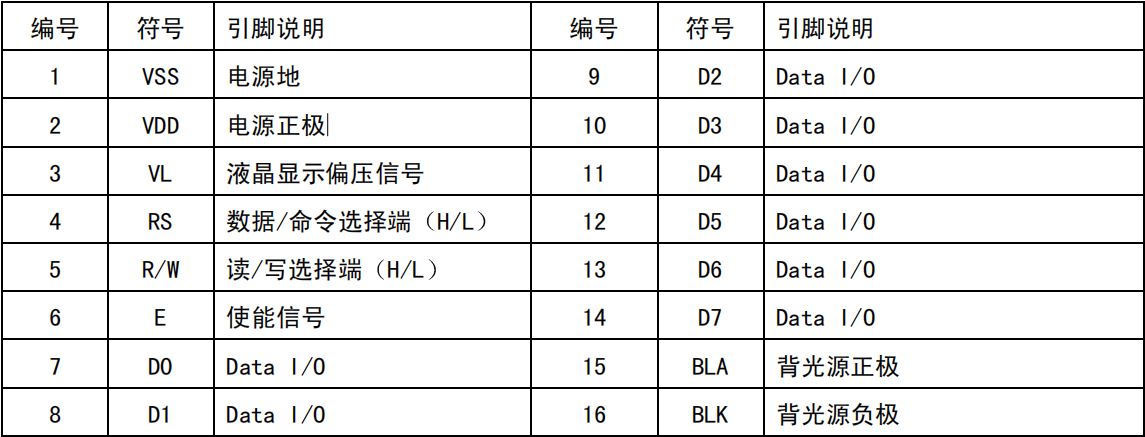 编号 符号 引脚说明 编号 符号 引脚说明
1 VSS 电源地 9 D2 Data I/O
2 VDD 电源正极 10 D3 Data I/O
3 VL 液晶显示偏压信号 11 D4 Data I/O
4 RS 数据/命令选择端（H/L） 12 D5 Data I/O
5 R/W 读/写选择端（H/L） 13 D6 Data I/O
6 E 使能信号 14 D7 Data I/O
7 D0 Data I/O 15 BLA 背光源正极
8 D1 Data I/O 16 BLK 背光源负极